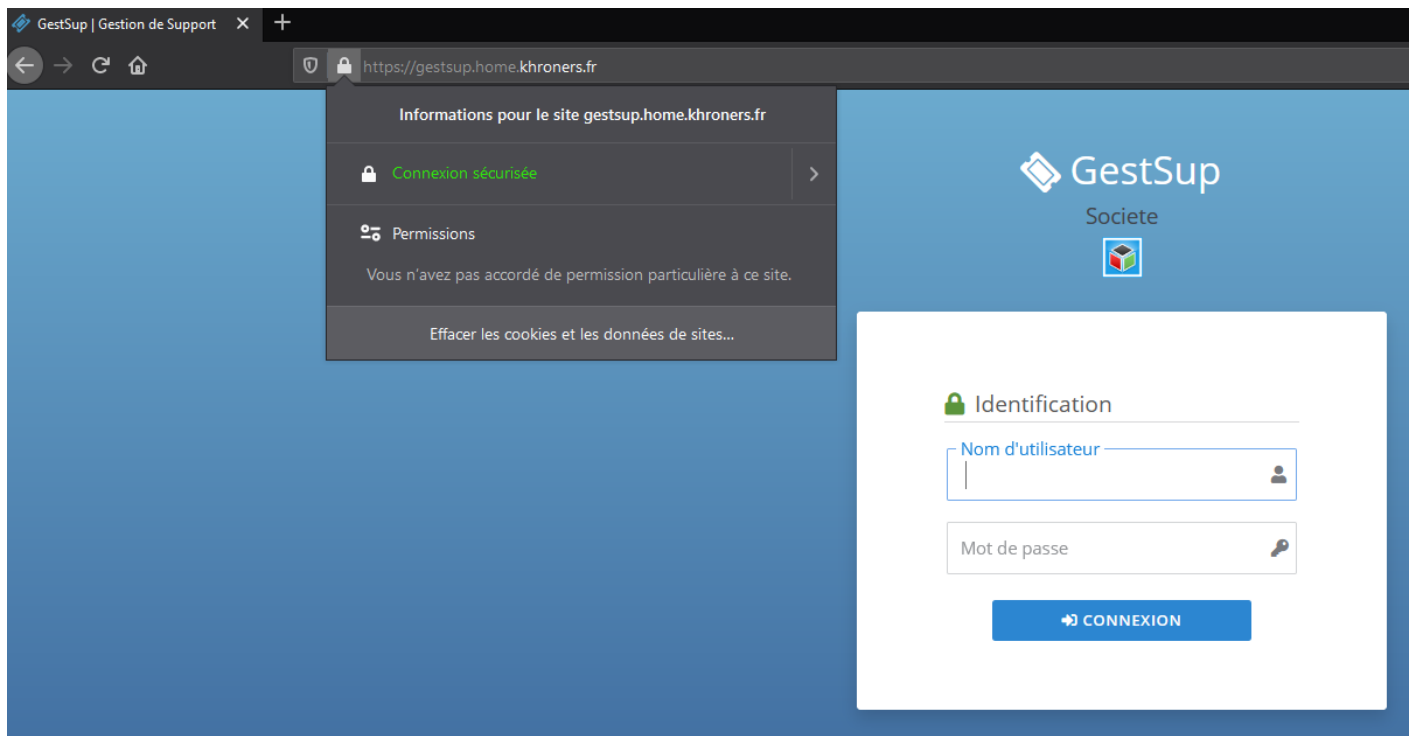 GestSup | Gestion de Support
https://gestsup.home.khroners.fr
Informations pour le site gestsup.home.khroners.fr
Connexion sécurisée
Permissions
Vous n'avez pas accordé de permission particulière à ce site.
Effacer les cookies et les données de sites...
GestSup
Societe
Identification
Nom d'utilisateur
Mot de passe
CONNEXION